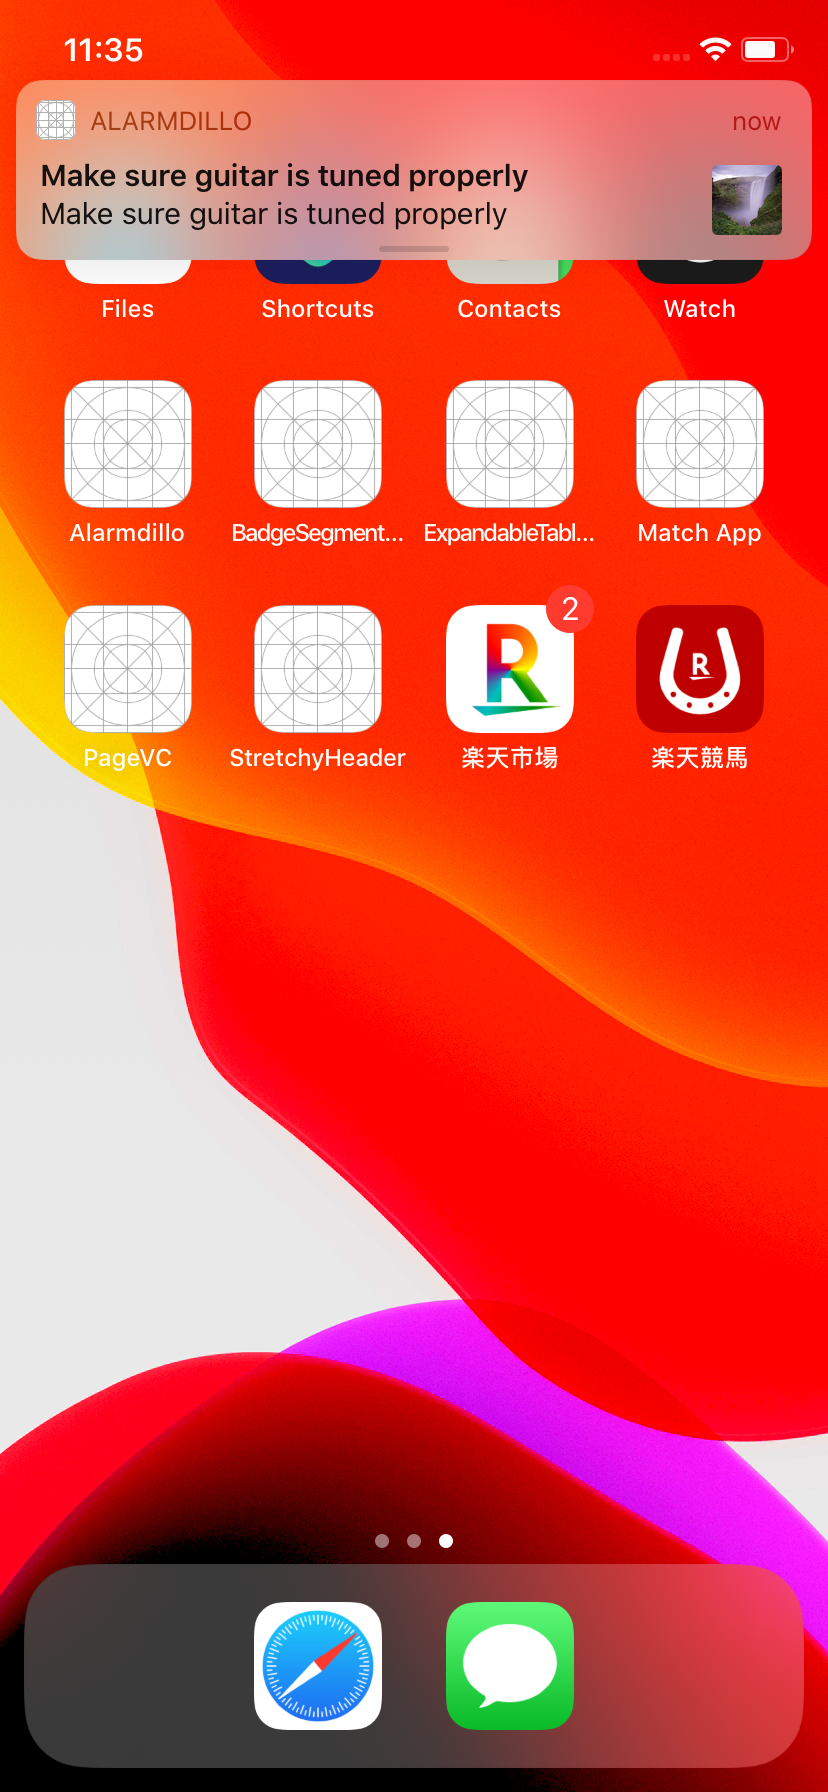 11:35
ALARMDILLO
now
Make sure guitar is tuned properly
Make sure guitar is tuned properly
Files
Shortcuts
Contacts
Watch
Alarmdillo
BadgeSegment...
ExpandableTabl...
Match App
2
R
R
PageVC
StretchyHeader
楽天市場
楽天競馬